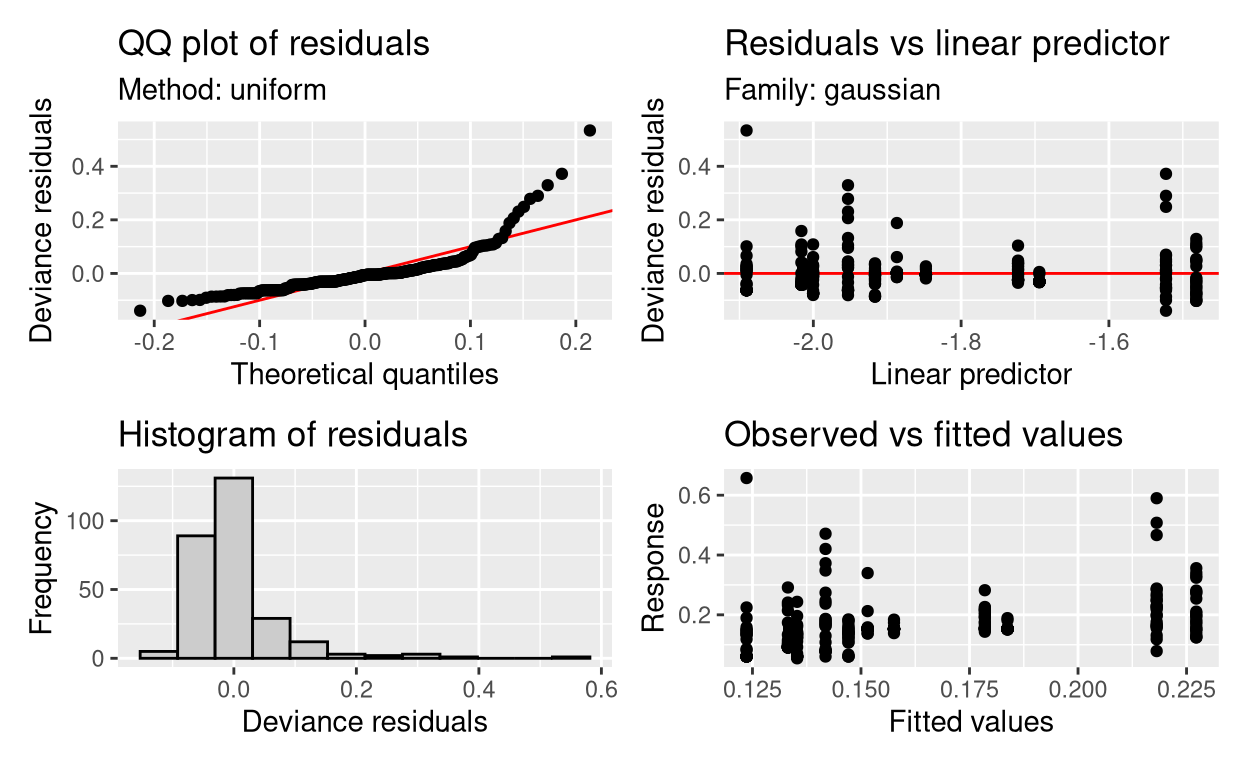 QQ plot of residuals
Method: uniform
Deviance residuals
0.4
0.2
0.0
-0.2
-0.1
0.0
0.1
0.2
Theoretical quantiles
Residuals vs linear predictor
Family: gaussian
Deviance residuals
0.4
0.2
0.0
-2.0
-1.8
-1.6
Linear predictor
Histogram of residuals
Frequency
100
50
0
0.0
0.2
0.4
0.6
Deviance residuals
Observed vs fitted values
Response
0.6
0.4
0.2
0.125
0.150
0.175
0.200
0.225
Fitted values